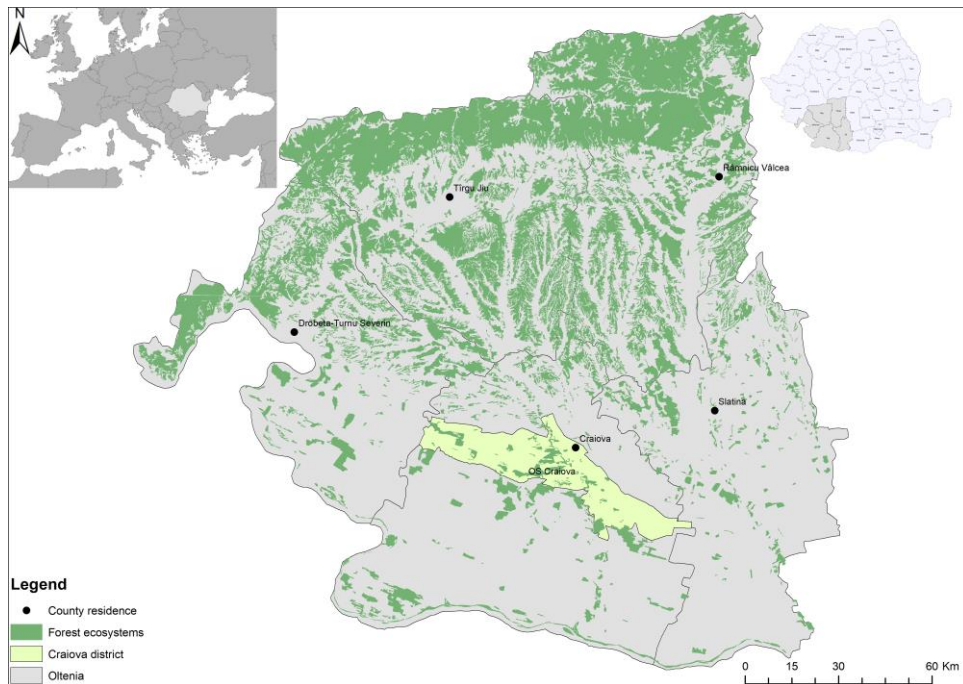 N
Râmnicu Vâlcea
Tîrgu Jiu
Drobeta-Turnu Severin
Slatina
Craiova
OS Craiova
Legend
County residence
Forest ecosystems
Craiova district
Oltenia
0 15 30 60 Km